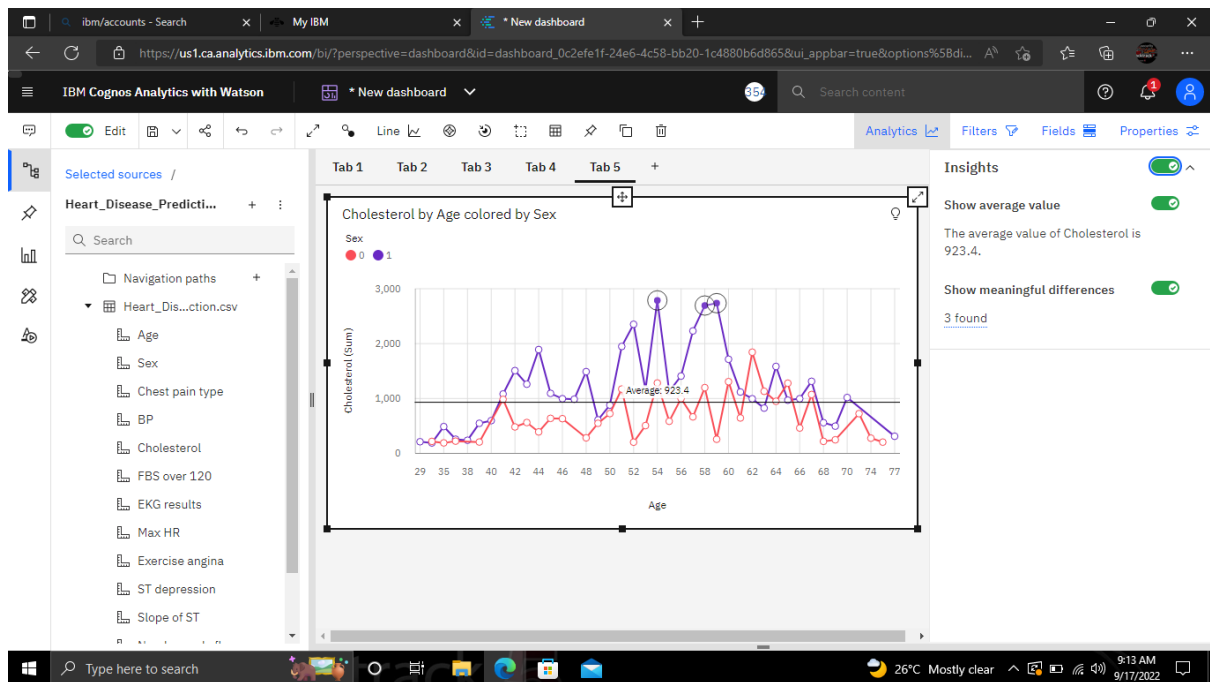 ibm/accounts - Search
My IBM
* New dashboard
https://us1.ca.analytics.ibm.com/bi/?perspective=dashboard&id=dashboard_0c2efe1f-24e6-4c58-bb20-1c4880b6d865&ui_appbar=true&options%5Bdi...
IBM Cognos Analytics with Watson
* New dashboard
354
Search content
1
Edit
Line
Analytics
Filters
Fields
Properties
Selected sources /
Heart_Disease_Predicti...
Search
Navigation paths
Heart_Dis...ction.csv
Age
Sex
Chest pain type
BP
Cholesterol
FBS over 120
EKG results
Max HR
Exercise angina
ST depression
Slope of ST
Tab 1 Tab 2 Tab 3 Tab 4 Tab 5 +
Cholesterol by Age colored by Sex
Sex
0 1
Cholesterol (Sum)
3,000
2,000
1,000
0
Average: 923.4
29 35 38 40 42 44 46 48 50 52 54 56 58 60 62 64 66 68 70 74 77
Age
Insights
Show average value
The average value of Cholesterol is
923.4.
Show meaningful differences
3 found
Type here to search
26°C Mostly clear
9:13 AM
9/17/2022